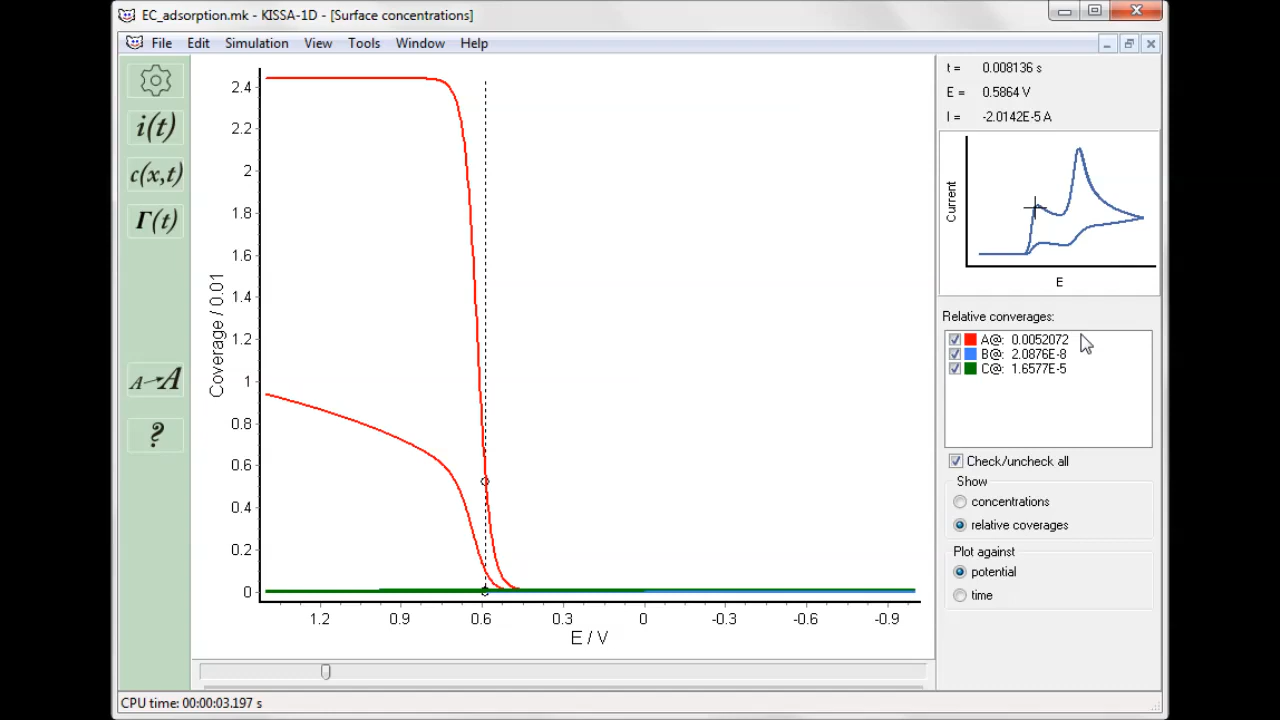 EC_adsorption.mk - KISSA-1D - [Surface concentrations]
File Edit Simulation View Tools Window Help
i(t)
c(x,t)
Γ(t)
A→A
?
Coverage / 0.01
2.4
2.2
2
1.8
1.6
1.4
1.2
1
0.8
0.6
0.4
0.2
0
1.2 0.9 0.6 0.3 0 -0.3 -0.6 -0.9
E / V
t = 0.008136 s
E = 0.5864 V
I = -2.0142E-5 A
Current
E
Relative converages:
A@: 0.0052072
B@: 2.0876E-8
C@: 1.6577E-5
Check/uncheck all
Show
concentrations
relative coverages
Plot against
potential
time
CPU time: 00:00:03.197 s